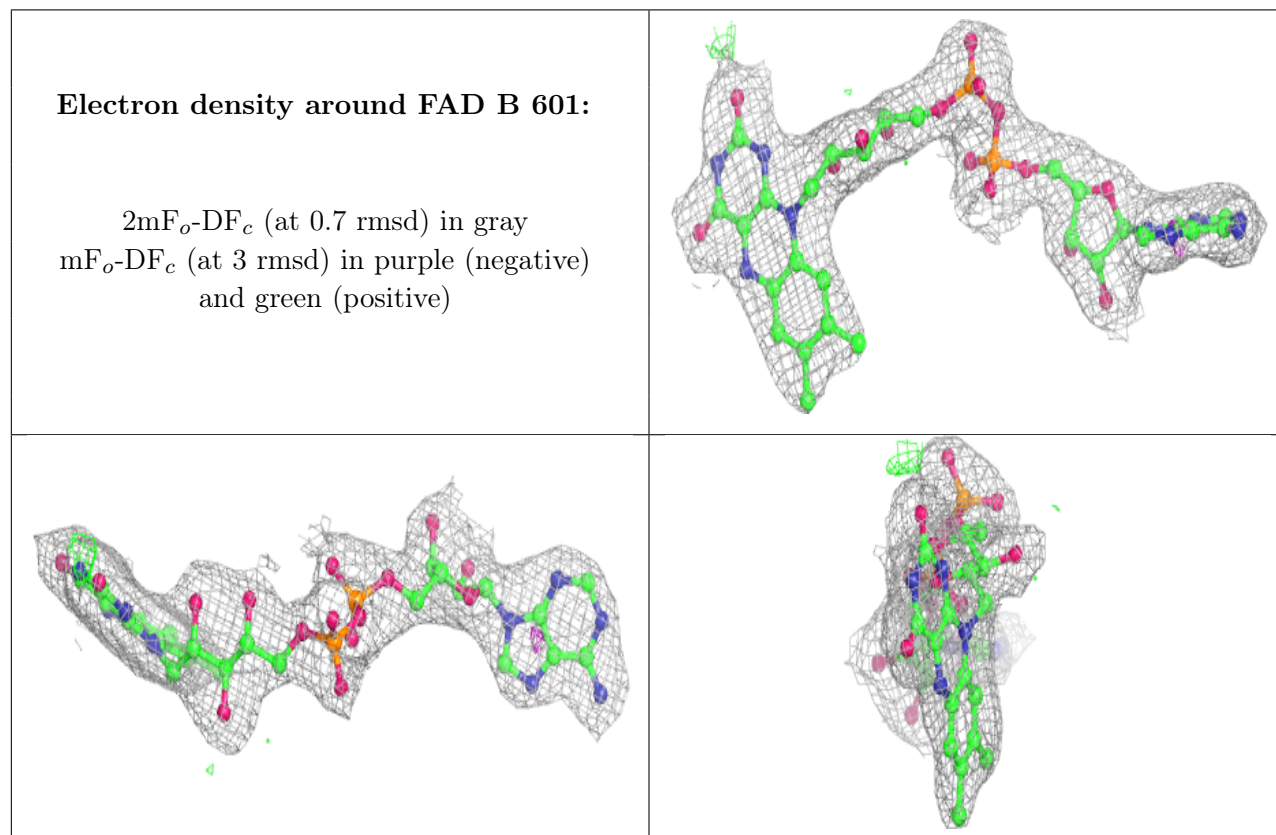 Electron density around FAD B 601:
2mFo-DFc (at 0.7 rmsd) in gray
mFo-DFc (at 3 rmsd) in purple (negative)
and green (positive)